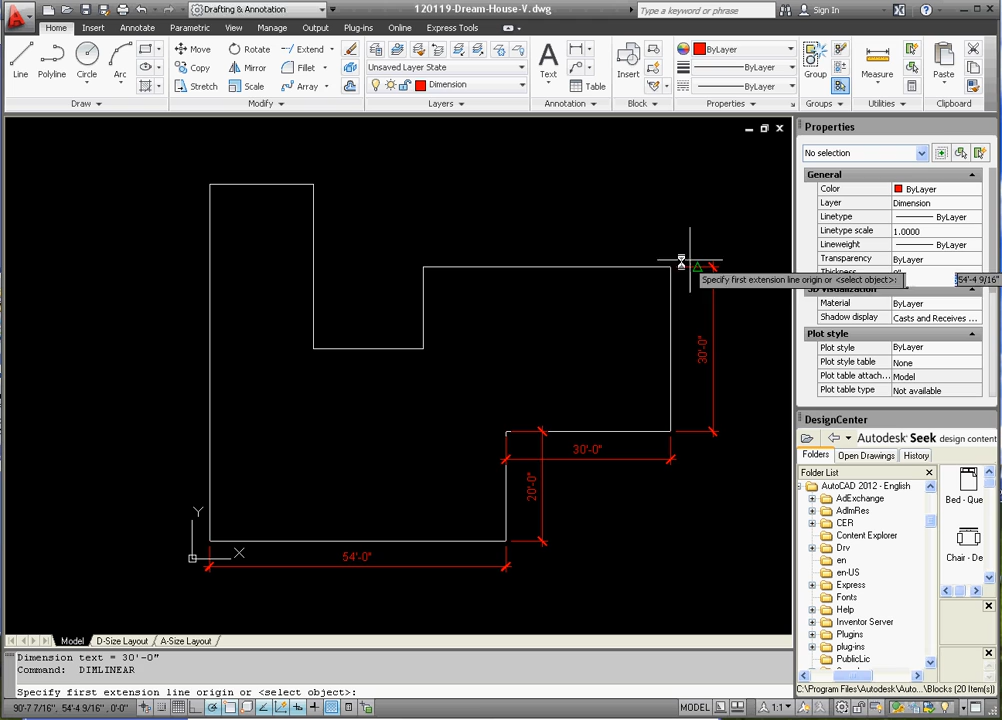 Drafting & Annotation
120119-Dream-House-V.dwg
Type a keyword or phrase
Sign In
Home
Insert
Annotate
Parametric
View
Manage
Output
Plug-ins
Online
Express Tools
Line
Polyline
Circle
Arc
Move
Copy
Stretch
Rotate
Mirror
Scale
Extend
Fillet
Array
Unsaved Layer State
Dimension
Text
Table
Insert
ByLayer
ByLayer
ByLayer
Group
Measure
Paste
Draw
Modify
Layers
Annotation
Block
Properties
Groups
Utilities
Clipboard
Properties
No selection
General
Color ByLayer
Layer Dimension
Linetype ByLayer
Linetype scale 1.0000
Lineweight ByLayer
Transparency ByLayer
Thickness 0"
Specify first extension line origin or <select object>:
54'-4 9/16"
3D Visualization
Material ByLayer
Shadow display Casts and Receives ...
Plot style
Plot style ByLayer
Plot style table None
Plot table attach... Model
Plot table type Not available
30'-0"
30'-0"
20'-0"
54'-0"
Y
X
DesignCenter
Autodesk Seek design content
Folders
Open Drawings
History
Folder List
AutoCAD 2012 - English
AdExchange
AdlmRes
CER
Content Explorer
Drv
en
en-US
Express
Fonts
Help
Inventor Server
Plugins
plug-ins
PublicLic
Bed - Que
Chair - De
C:\Program Files\Autodesk\Auto...\Blocks (20 Item(s))
Model
D-Size Layout
A-Size Layout
Dimension text = 30'-0"
Command: DIMLINEAR
Specify first extension line origin or <select object>:
90'-7 7/16", 54'-4 9/16", 0'-0"
MODEL
1:1